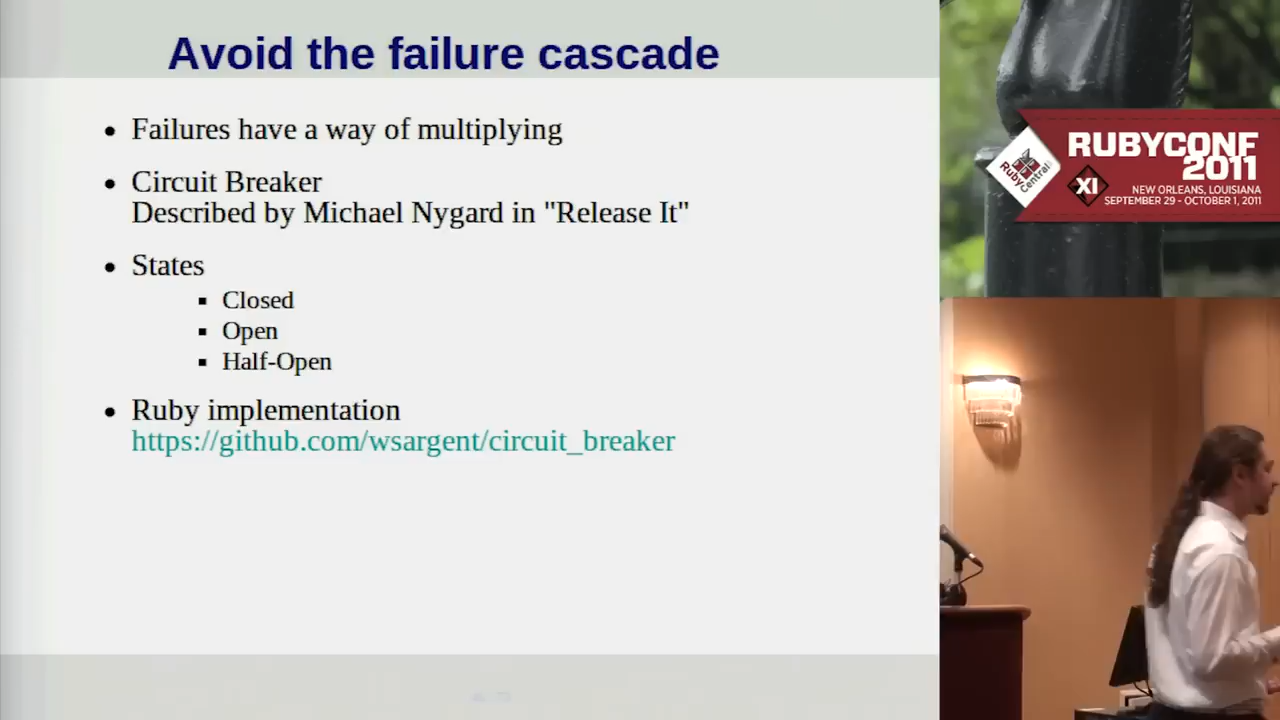 Avoid the failure cascade
Failures have a way of multiplying
Circuit Breaker
Described by Michael Nygard in "Release It"
States
Closed
Open
Half-Open
Ruby implementation
https://github.com/wsargent/circuit_breaker
RUBYCONF
2011
Ruby Central
XI
NEW ORLEANS, LOUISIANA
SEPTEMBER 29 - OCTOBER 1, 2011